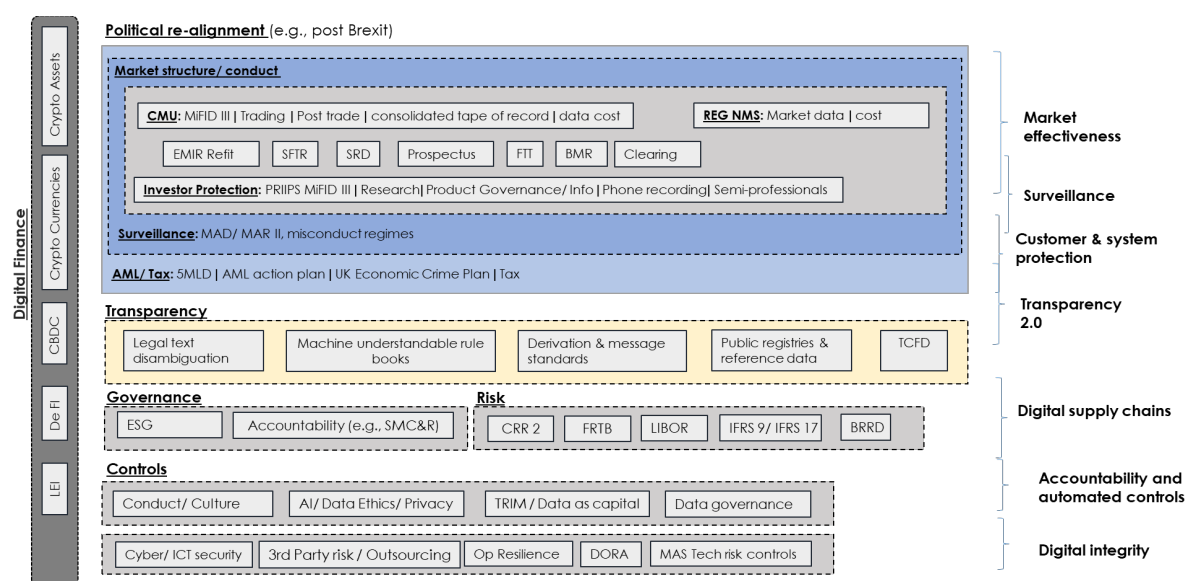 Political re-alignment (e.g., post Brexit)
Digital Finance
Crypto Assets
Crypto Currencies
CBDC
De FI
LEI
Market structure/ conduct
CMU: MiFID III | Trading | Post trade | consolidated tape of record | data cost
REG NMS: Market data | cost
EMIR Refit
SFTR
SRD
Prospectus
FTT
BMR
Clearing
Investor Protection: PRIIPS MiFID III | Research| Product Governance/ Info | Phone recording| Semi-professionals
Surveillance: MAD/ MAR II, misconduct regimes
AML/ Tax: 5MLD | AML action plan | UK Economic Crime Plan | Tax
Transparency
Legal text
disambiguation
Machine understandable rule
books
Derivation & message
standards
Public registries &
reference data
TCFD
Governance
ESG
Accountability (e.g., SMC&R)
Risk
CRR 2
FRTB
LIBOR
IFRS 9/ IFRS 17
BRRD
Controls
Conduct/ Culture
AI/ Data Ethics/ Privacy
TRIM / Data as capital
Data governance
Cyber/ ICT security
3rd Party risk / Outsourcing
Op Resilience
DORA
MAS Tech risk controls
Market
effectiveness
Surveillance
Customer & system
protection
Transparency
2.0
Digital supply chains
Accountability and
automated controls
Digital integrity